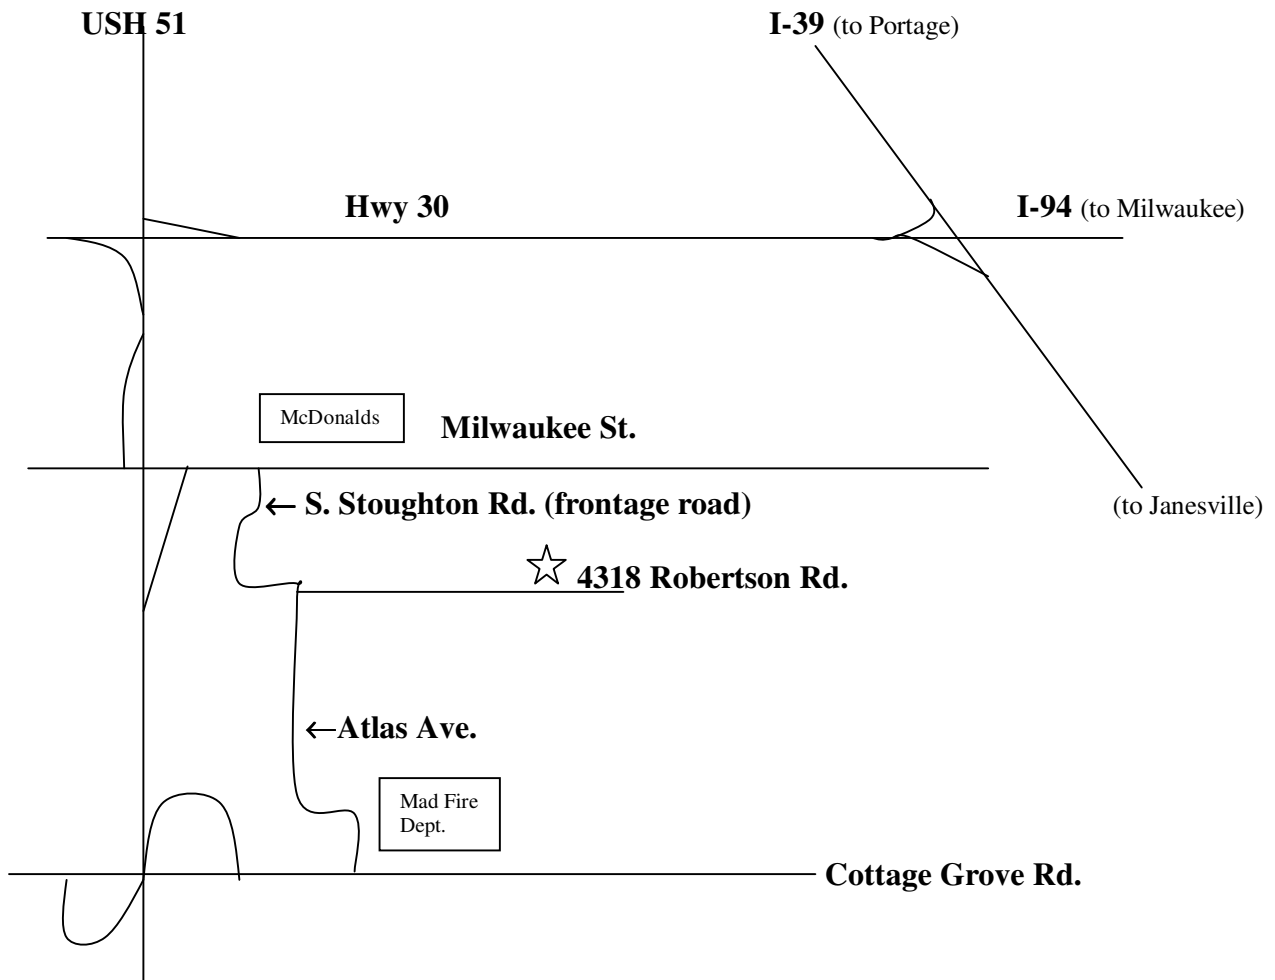 USH 51
I-39 (to Portage)
Hwy 30
I-94 (to Milwaukee)
McDonalds
Milwaukee St.
← S. Stoughton Rd. (frontage road)
(to Janesville)
4318 Robertson Rd.
←Atlas Ave.
Mad Fire
Dept.
Cottage Grove Rd.